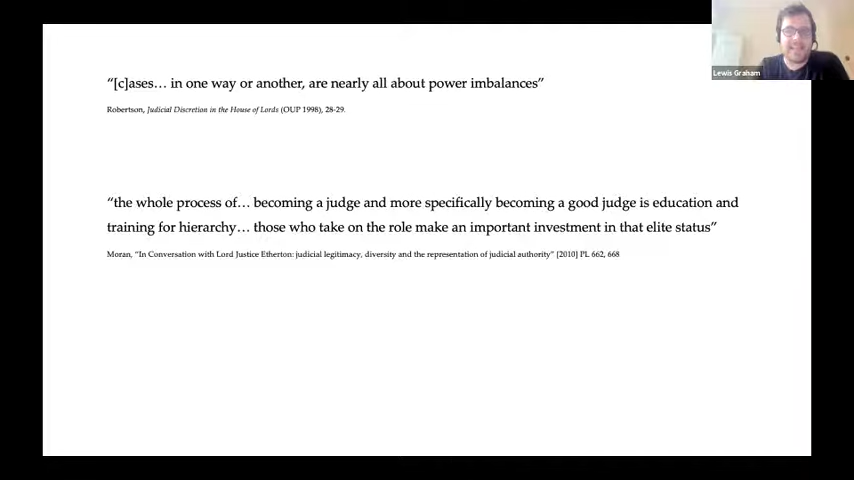 “[c]ases… in one way or another, are nearly all about power imbalances”
Robertson, Judicial Discretion in the House of Lords (OUP 1998), 28-29.
“the whole process of… becoming a judge and more specifically becoming a good judge is education and
training for hierarchy… those who take on the role make an important investment in that elite status”
Moran, “In Conversation with Lord Justice Etherton: judicial legitimacy, diversity and the representation of judicial authority” [2010] PL 662, 668
Lewis Graham